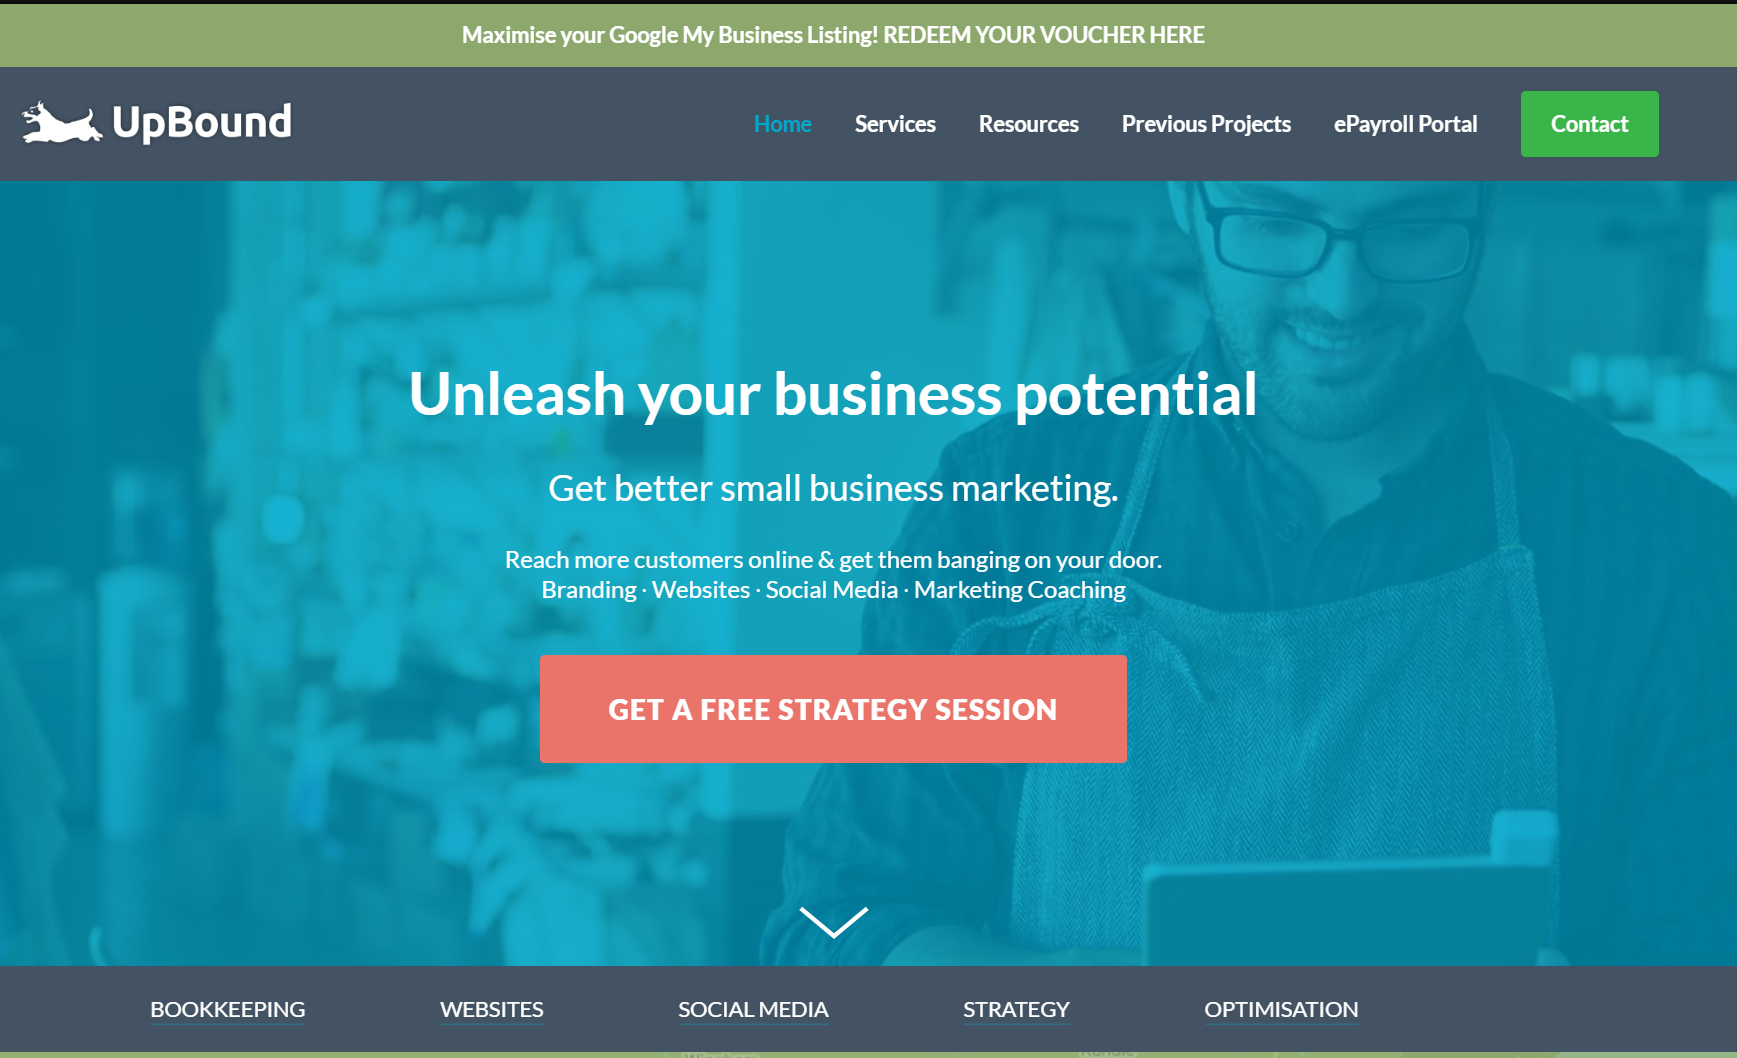 Maximise your Google My Business Listing! REDEEM YOUR VOUCHER HERE
UpBound
Home
Services
Resources
Previous Projects
ePayroll Portal
Contact
Unleash your business potential
Get better small business marketing.
Reach more customers online & get them banging on your door.
Branding · Websites · Social Media · Marketing Coaching
GET A FREE STRATEGY SESSION
BOOKKEEPING
WEBSITES
SOCIAL MEDIA
STRATEGY
OPTIMISATION